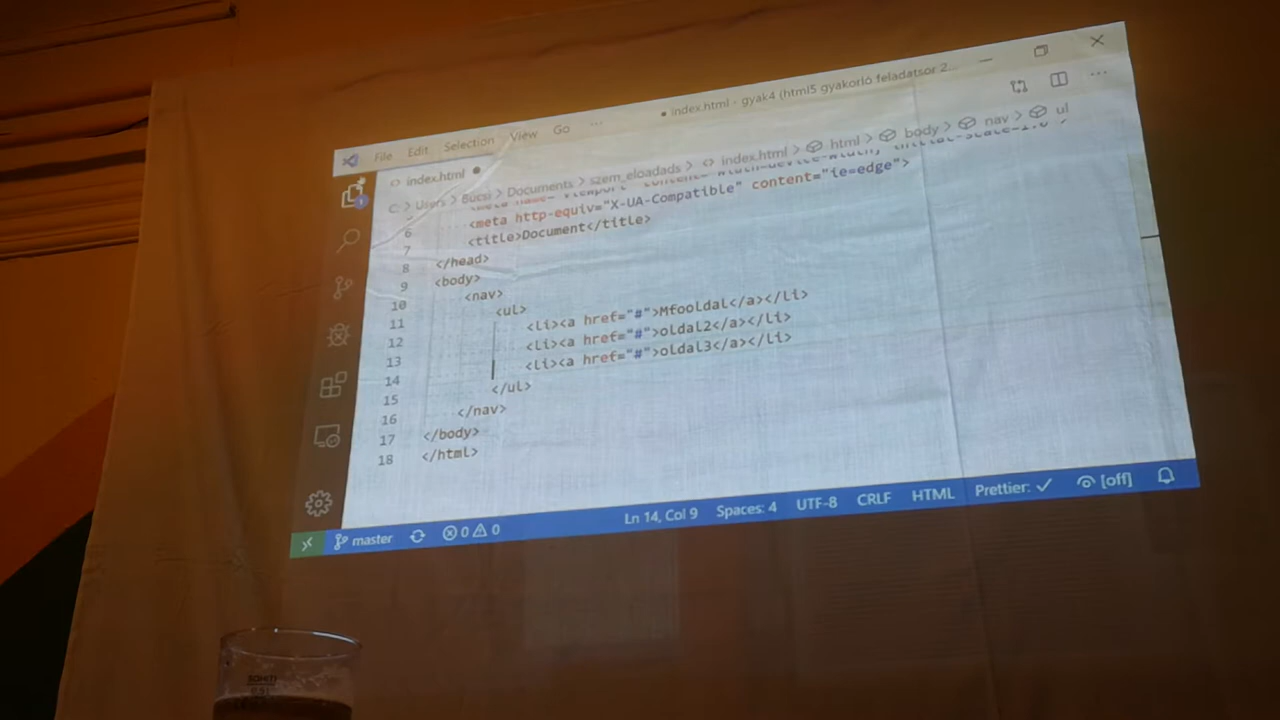 File Edit Selection View Go ... ● index.html - gyak4 (html5 gyakorló feladatsor 2... 
index.html ●
C: > Users > Bucsi > Documents > szem_eloadads > <> index.html > html > body > nav > ul
6 <meta http-equiv="X-UA-Compatible" content="ie=edge">
7 <title>Document</title>
8 </head>
9 <body>
10 <nav>
11 <ul>
12 <li><a href="#">Mfooldal</a></li>
13 <li><a href="#">oldal2</a></li>
14 <li><a href="#">oldal3</a></li>
15 </ul>
16 </nav>
17 </body>
18 </html>
master 0 0 Ln 14, Col 9 Spaces: 4 UTF-8 CRLF HTML Prettier: ✓ [off]